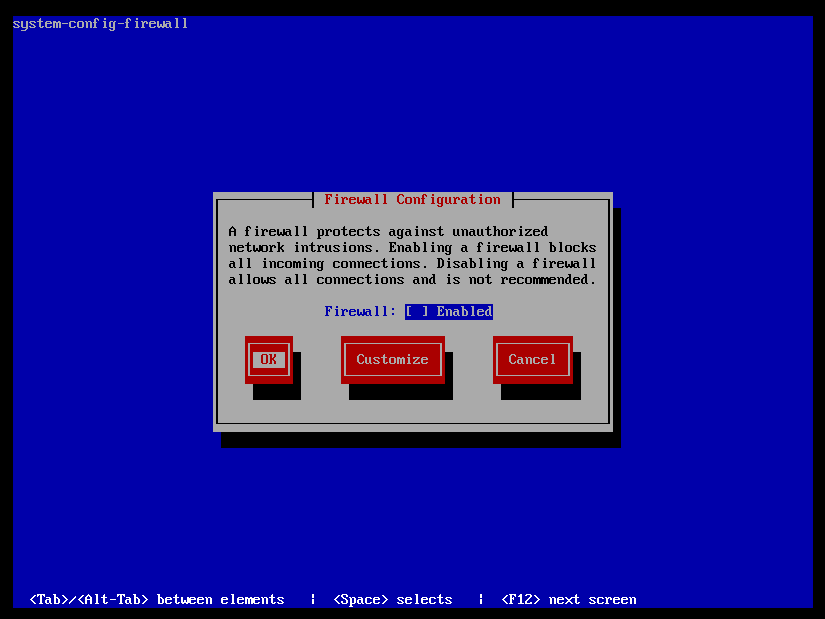 system-config-firewall
Firewall Configuration
A firewall protects against unauthorized
network intrusions. Enabling a firewall blocks
all incoming connections. Disabling a firewall
allows all connections and is not recommended.
Firewall: [ ] Enabled
OK Customize Cancel
<Tab>/<Alt-Tab> between elements | <Space> selects | <F12> next screen